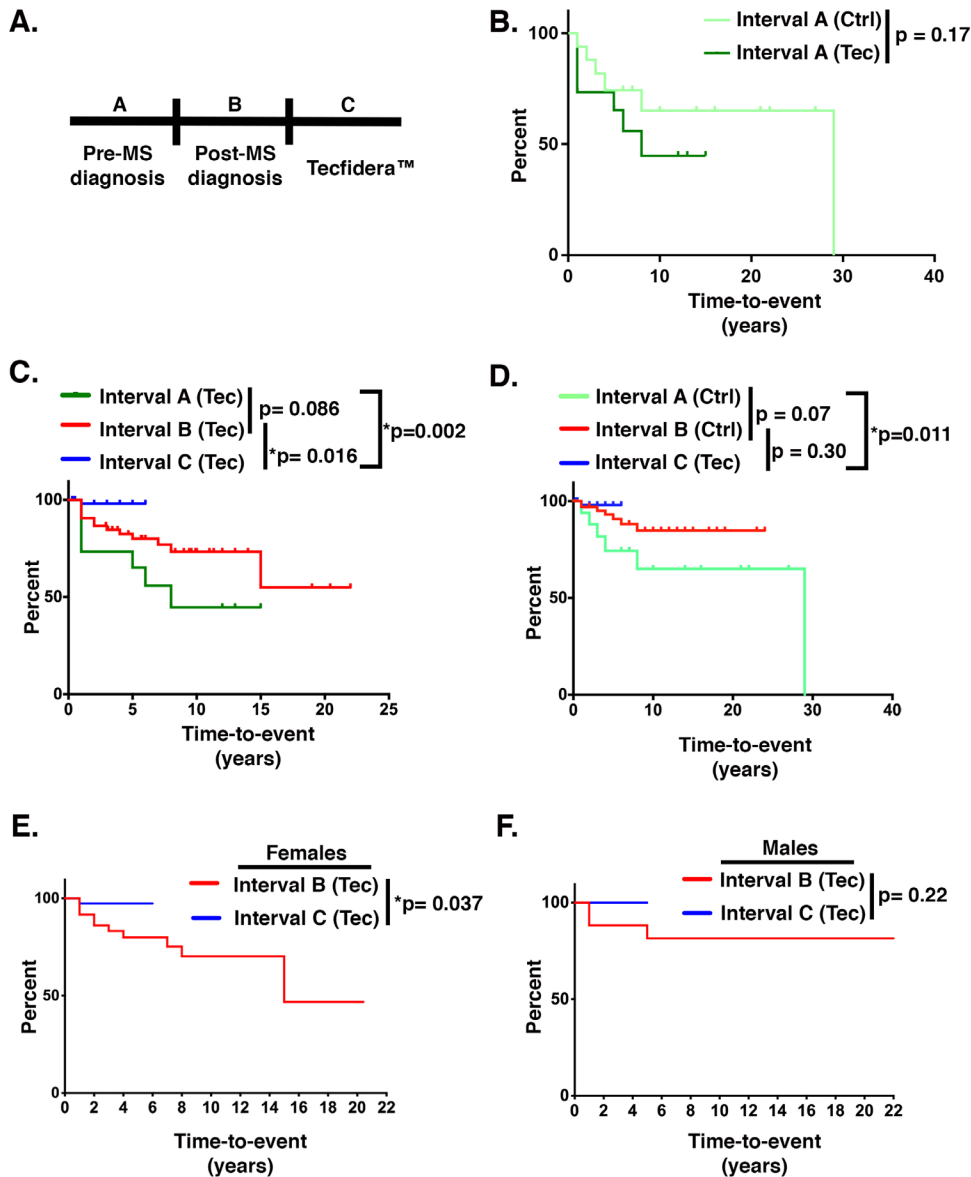 A.
A B C
Pre-MS diagnosis
Post-MS diagnosis
Tecfidera™
B.
Interval A (Ctrl)
Interval A (Tec)
p = 0.17
Percent
100
50
0
0 10 20 30 40
Time-to-event
(years)
C.
Interval A (Tec)
Interval B (Tec)
Interval C (Tec)
p= 0.086
*p= 0.016
*p=0.002
Percent
100
50
0
0 5 10 15 20 25
Time-to-event
(years)
D.
Interval A (Ctrl)
Interval B (Ctrl)
Interval C (Tec)
p = 0.07
p = 0.30
*p=0.011
Percent
100
50
0
0 10 20 30 40
Time-to-event
(years)
E.
Females
Interval B (Tec)
Interval C (Tec)
*p= 0.037
Percent
100
50
0
0 2 4 6 8 10 12 14 16 18 20 22
Time-to-event
(years)
F.
Males
Interval B (Tec)
Interval C (Tec)
p= 0.22
Percent
100
50
0
0 2 4 6 8 10 12 14 16 18 20 22
Time-to-event
(years)